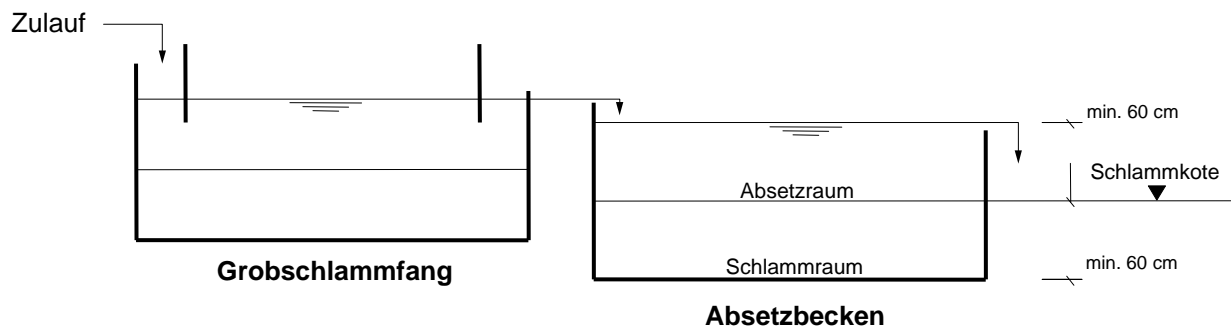 Zulauf
min. 60 cm
Schlammkote
Absetzraum
Grobschlammfang
Schlammraum
min. 60 cm
Absetzbecken